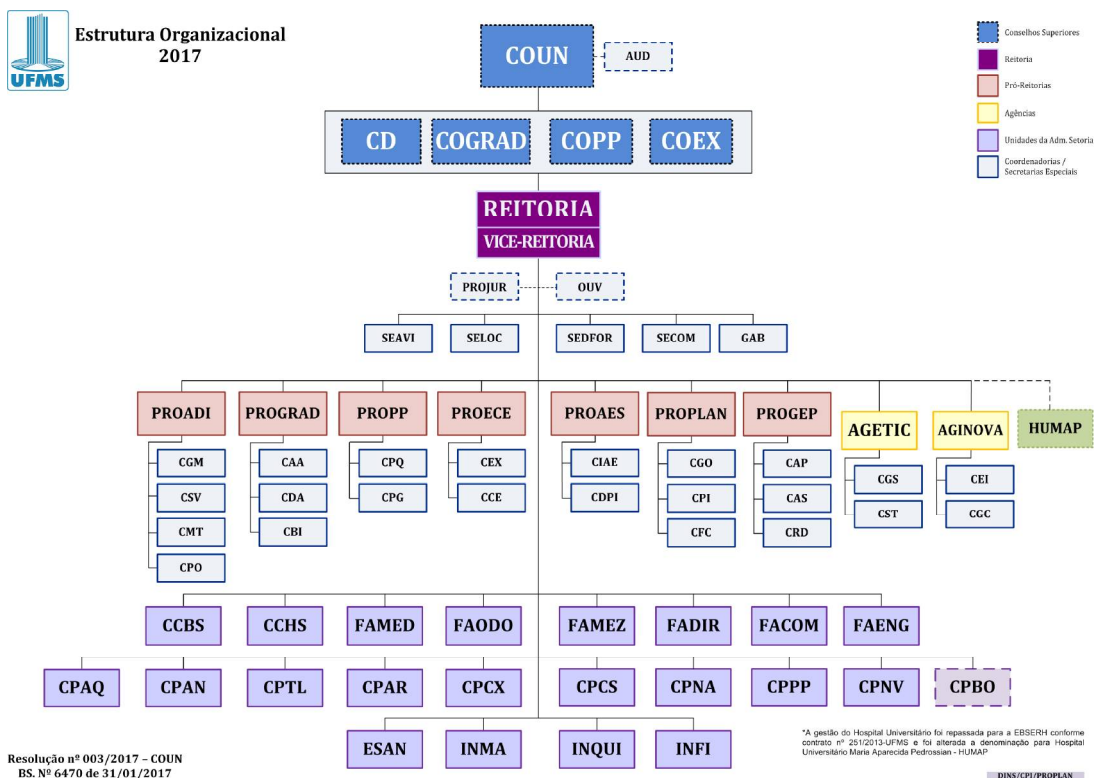 UFMS
Estrutura Organizacional
2017
COUN
AUD
Conselhos Superiores
Reitoria
Pró-Reitorias
Agências
Unidades da Adm. Setoria
Coordenadorias /
Secretarias Especiais
CD COGRAD COPP COEX
REITORIA
VICE-REITORIA
PROJUR OUV
SEAVI SELOC SEDFOR SECOM GAB
PROADI PROGRAD PROPP PROECE PROAES PROPLAN PROGEP AGETIC AGINOVA HUMAP
CGM CAA CPQ CEX CIAE CGO CAP CGS CEI
CSV CDA CPG CCE CDPI CPI CAS CST CGC
CMT CBI CFC CRD
CPO
CCBS CCHS FAMED FAODO FAMEZ FADIR FACOM FAENG
CPAQ CPAN CPTL CPAR CPCX CPCS CPNA CPPP CPNV CPBO
ESAN INMA INQUI INFI
*A gestão do Hospital Universitário foi repassada para a EBSERH conforme
contrato nº 251/2013-UFMS e foi alterada a denominação para Hospital
Universitário Maria Aparecida Pedrossian - HUMAP
Resolução nº 003/2017 – COUN
BS. Nº 6470 de 31/01/2017
DINS/CPI/PROPLAN